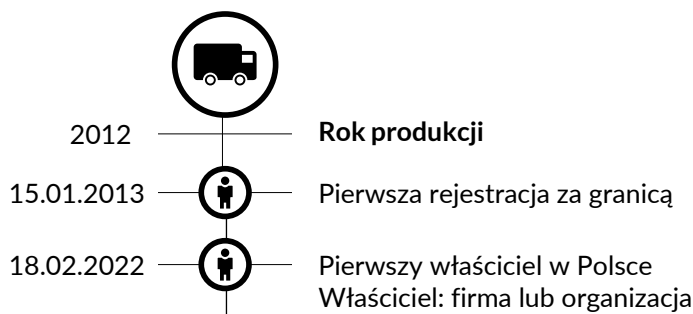 2012 Rok produkcji
15.01.2013 Pierwsza rejestracja za granicą
18.02.2022 Pierwszy właściciel w Polsce
Właściciel: firma lub organizacja